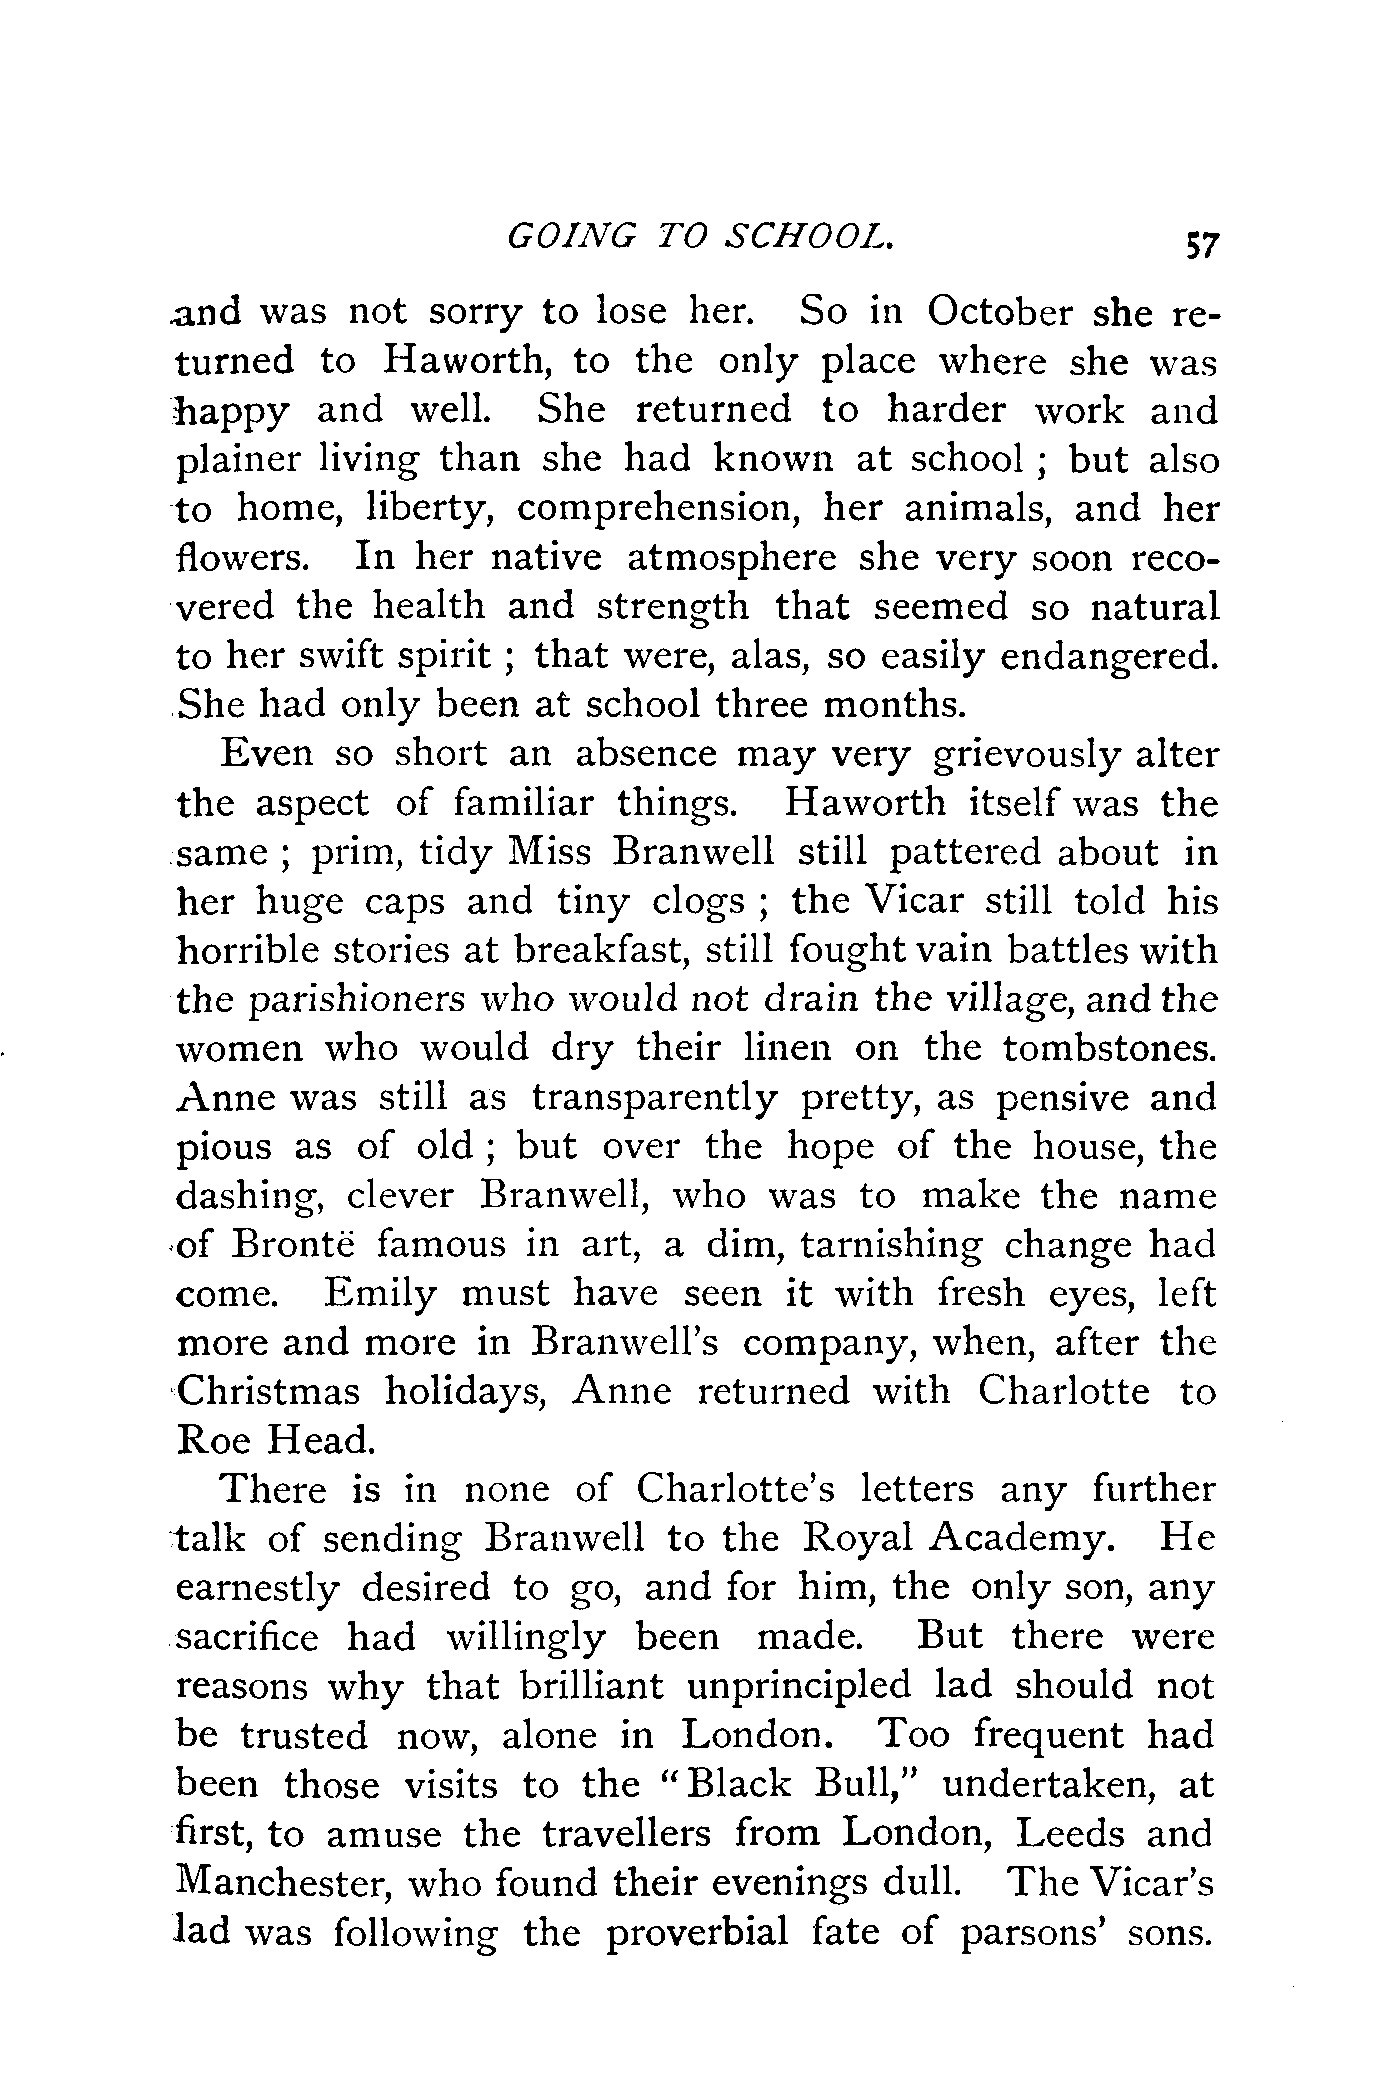 GOING TO SCHOOL. 57
and was not sorry to lose her. So in October she re-
turned to Haworth, to the only place where she was
happy and well. She returned to harder work and
plainer living than she had known at school ; but also
to home, liberty, comprehension, her animals, and her
flowers. In her native atmosphere she very soon reco-
vered the health and strength that seemed so natural
to her swift spirit ; that were, alas, so easily endangered.
She had only been at school three months.
Even so short an absence may very grievously alter
the aspect of familiar things. Haworth itself was the
same ; prim, tidy Miss Branwell still pattered about in
her huge caps and tiny clogs ; the Vicar still told his
horrible stories at breakfast, still fought vain battles with
the parishioners who would not drain the village, and the
women who would dry their linen on the tombstones.
Anne was still as transparently pretty, as pensive and
pious as of old ; but over the hope of the house, the
dashing, clever Branwell, who was to make the name
of Brontë famous in art, a dim, tarnishing change had
come. Emily must have seen it with fresh eyes, left
more and more in Branwell's company, when, after the
Christmas holidays, Anne returned with Charlotte to
Roe Head.
There is in none of Charlotte's letters any further
talk of sending Branwell to the Royal Academy. He
earnestly desired to go, and for him, the only son, any
sacrifice had willingly been made. But there were
reasons why that brilliant unprincipled lad should not
be trusted now, alone in London. Too frequent had
been those visits to the "Black Bull," undertaken, at
first, to amuse the travellers from London, Leeds and
Manchester, who found their evenings dull. The Vicar's
lad was following the proverbial fate of parsons' sons.